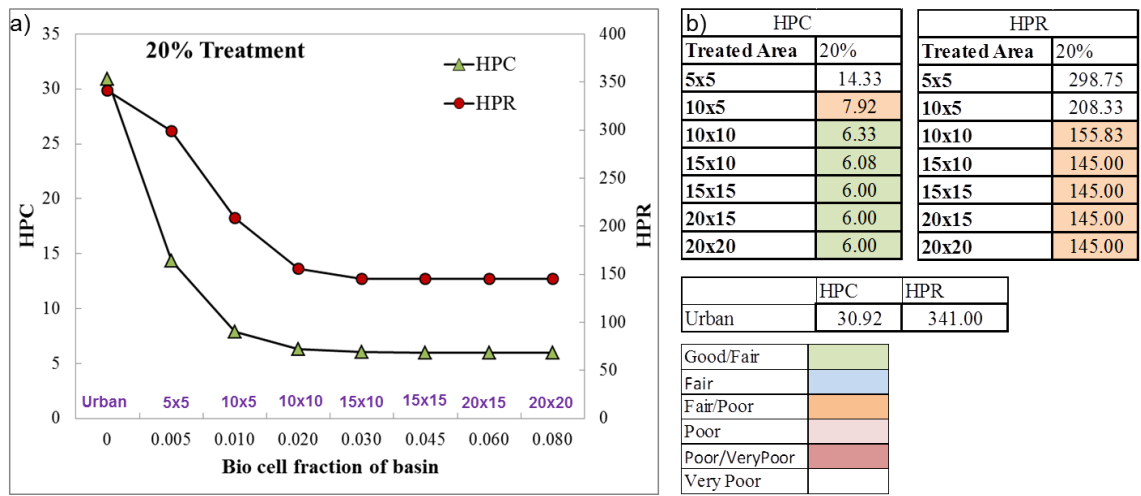 a)
20% Treatment
HPC
HPR
35
30
25
20
15
10
5
0
HPC
400
350
300
250
200
150
100
50
0
HPR
Urban 5x5 10x5 10x10 15x10 15x15 20x15 20x20
0 0.005 0.010 0.020 0.030 0.045 0.060 0.080
Bio cell fraction of basin
b)
HPC
Treated Area 20%
5x5 14.33
10x5 7.92
10x10 6.33
15x10 6.08
15x15 6.00
20x15 6.00
20x20 6.00
HPR
Treated Area 20%
5x5 298.75
10x5 208.33
10x10 155.83
15x10 145.00
15x15 145.00
20x15 145.00
20x20 145.00
HPC HPR
Urban 30.92 341.00
Good/Fair
Fair
Fair/Poor
Poor
Poor/VeryPoor
Very Poor